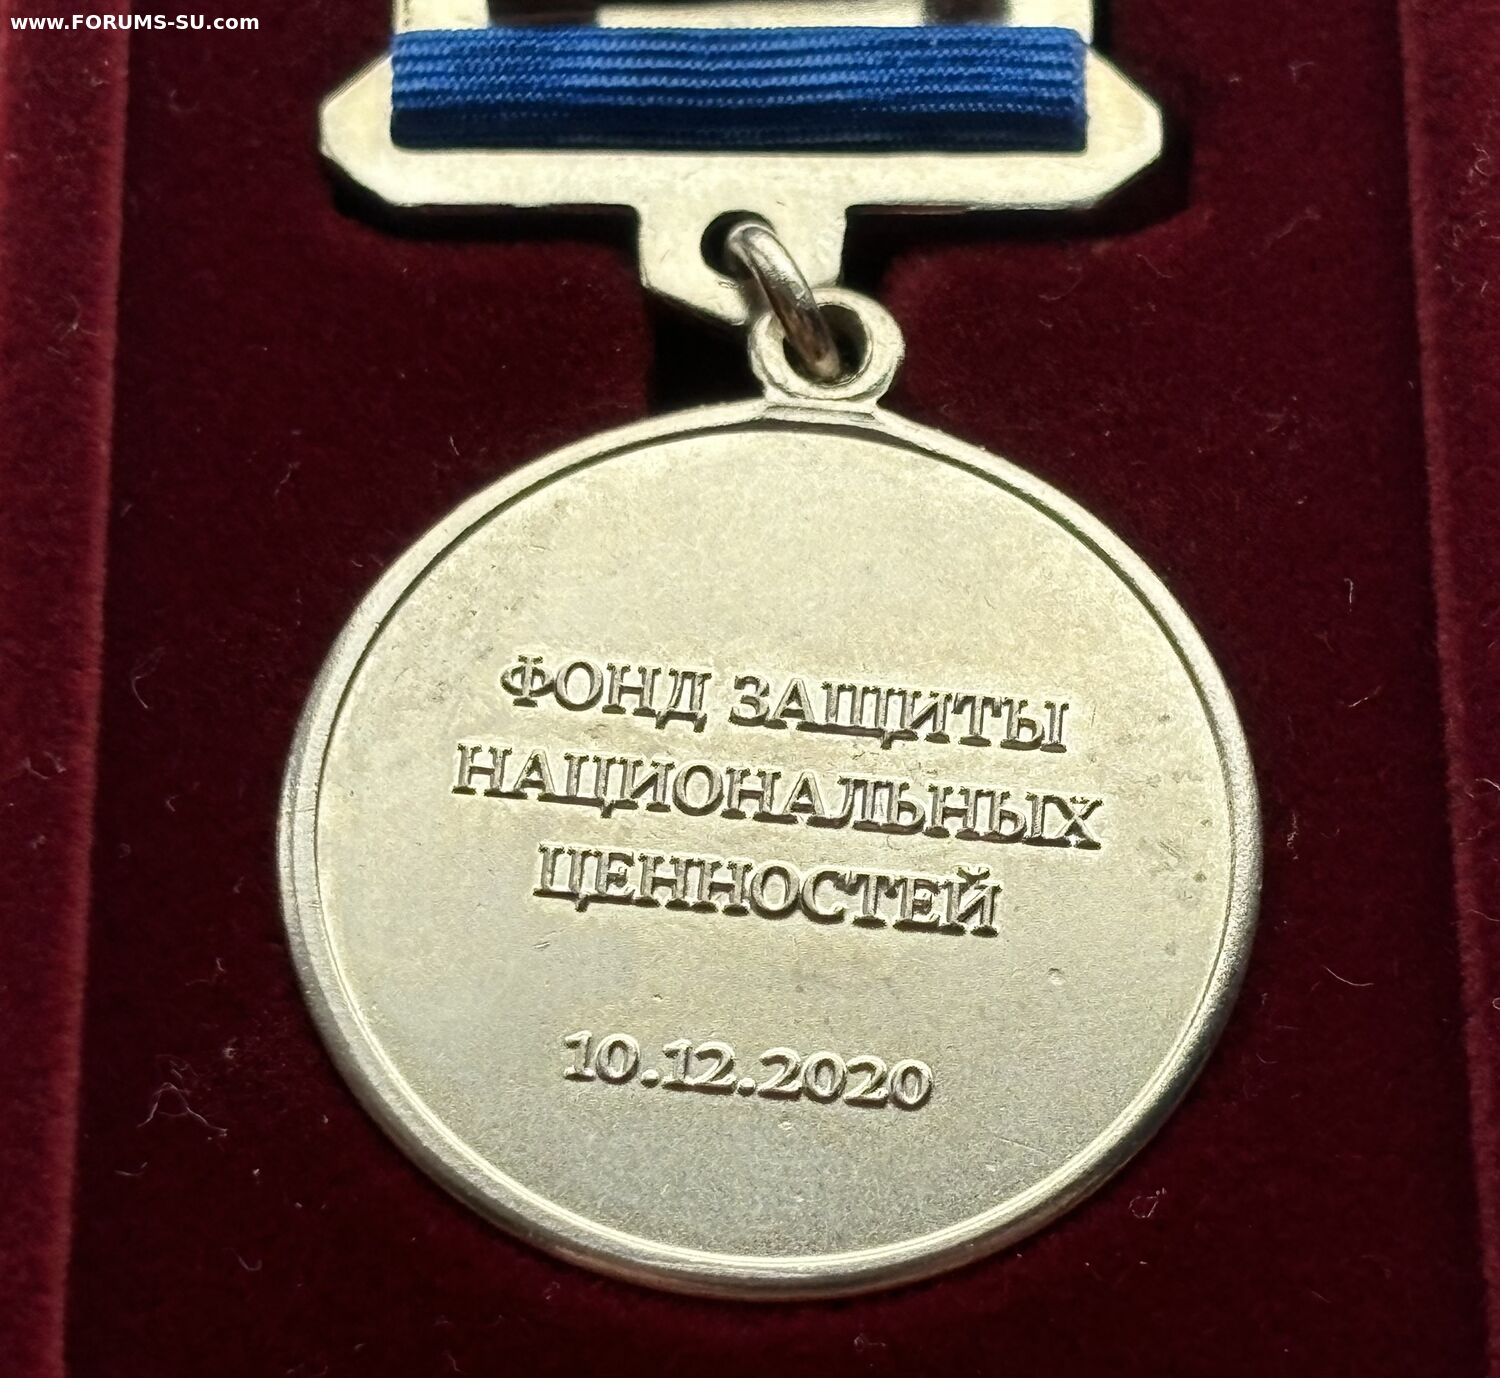 www.FORUMS-SU.com
ФОНД ЗАЩИТЫ
НАЦИОНАЛЬНЫХ
ЦЕННОСТЕЙ
10.12.2020